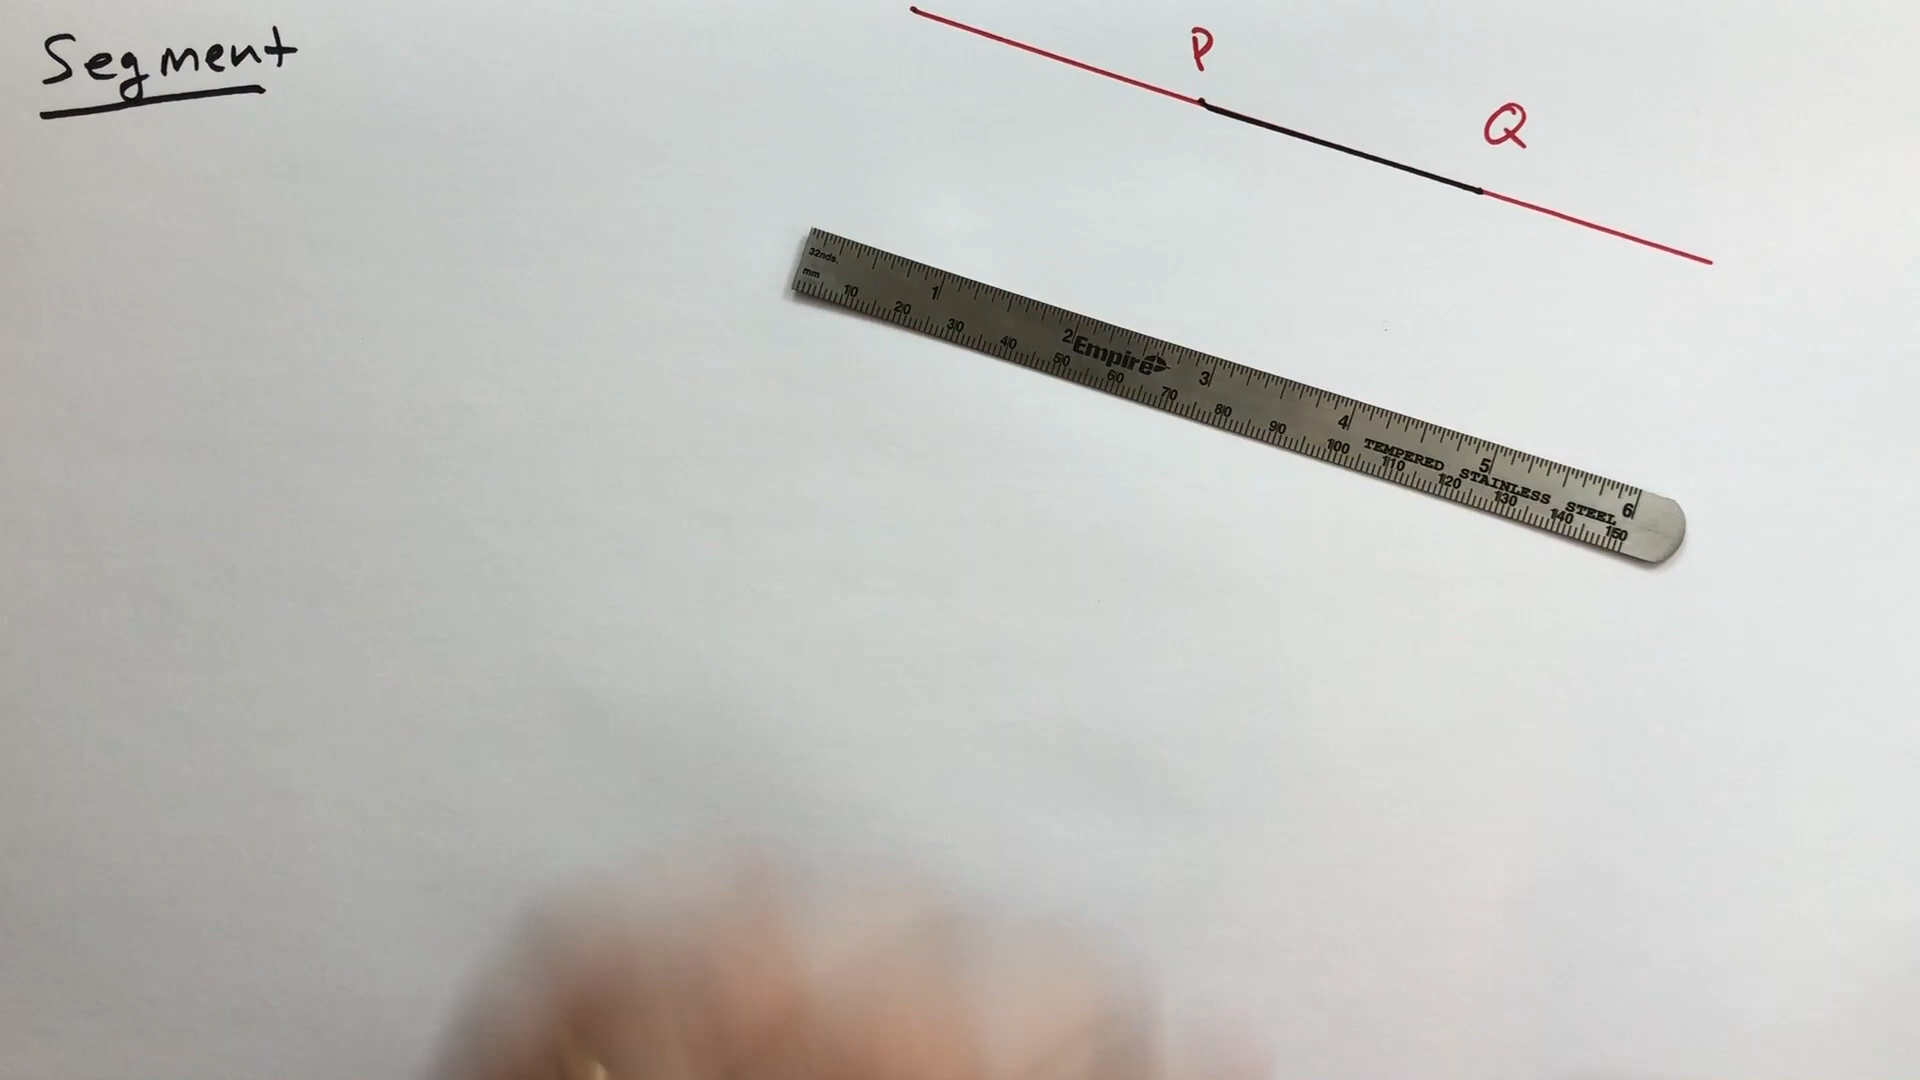 Segment
P
Q
32nds.
1 2 3 4 5 6
Empire
TEMPERED STAINLESS STEEL
mm
10 20 30 40 50 60 70 80 90 100 110 120 130 140 150